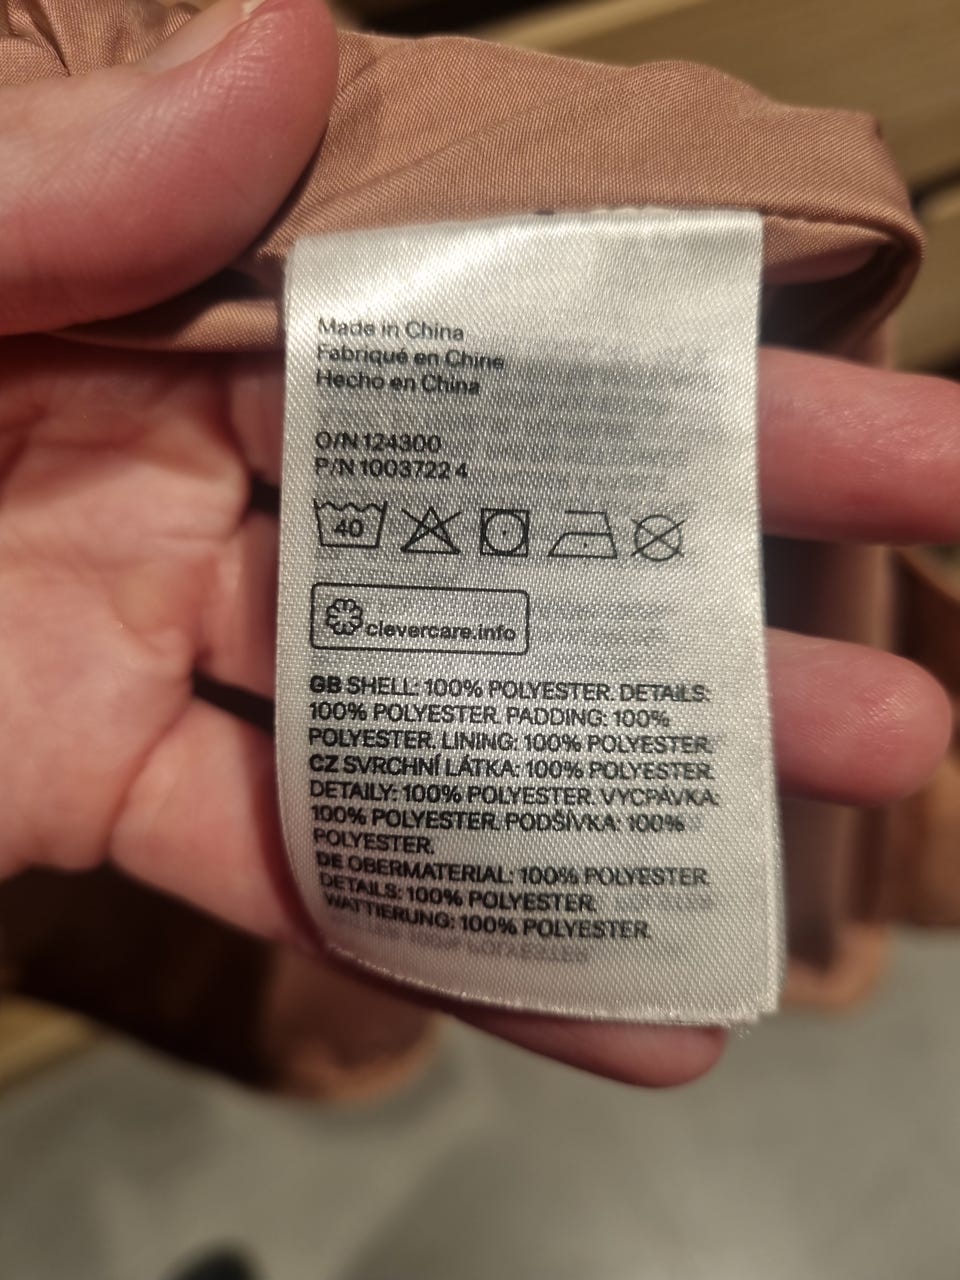 Made in China
Fabriqué en Chine
Hecho en China
O/N 124300
P/N 1003722 4
40
clevercare.info
GB SHELL: 100% POLYESTER. DETAILS:
100% POLYESTER. PADDING: 100%
POLYESTER. LINING: 100% POLYESTER.
CZ SVRCHNÍ LÁTKA: 100% POLYESTER.
DETAILY: 100% POLYESTER. VYCPÁVKA:
100% POLYESTER. PODŠÍVKA: 100%
POLYESTER.
DE OBERMATERIAL: 100% POLYESTER.
DETAILS: 100% POLYESTER.
WATTIERUNG: 100% POLYESTER.